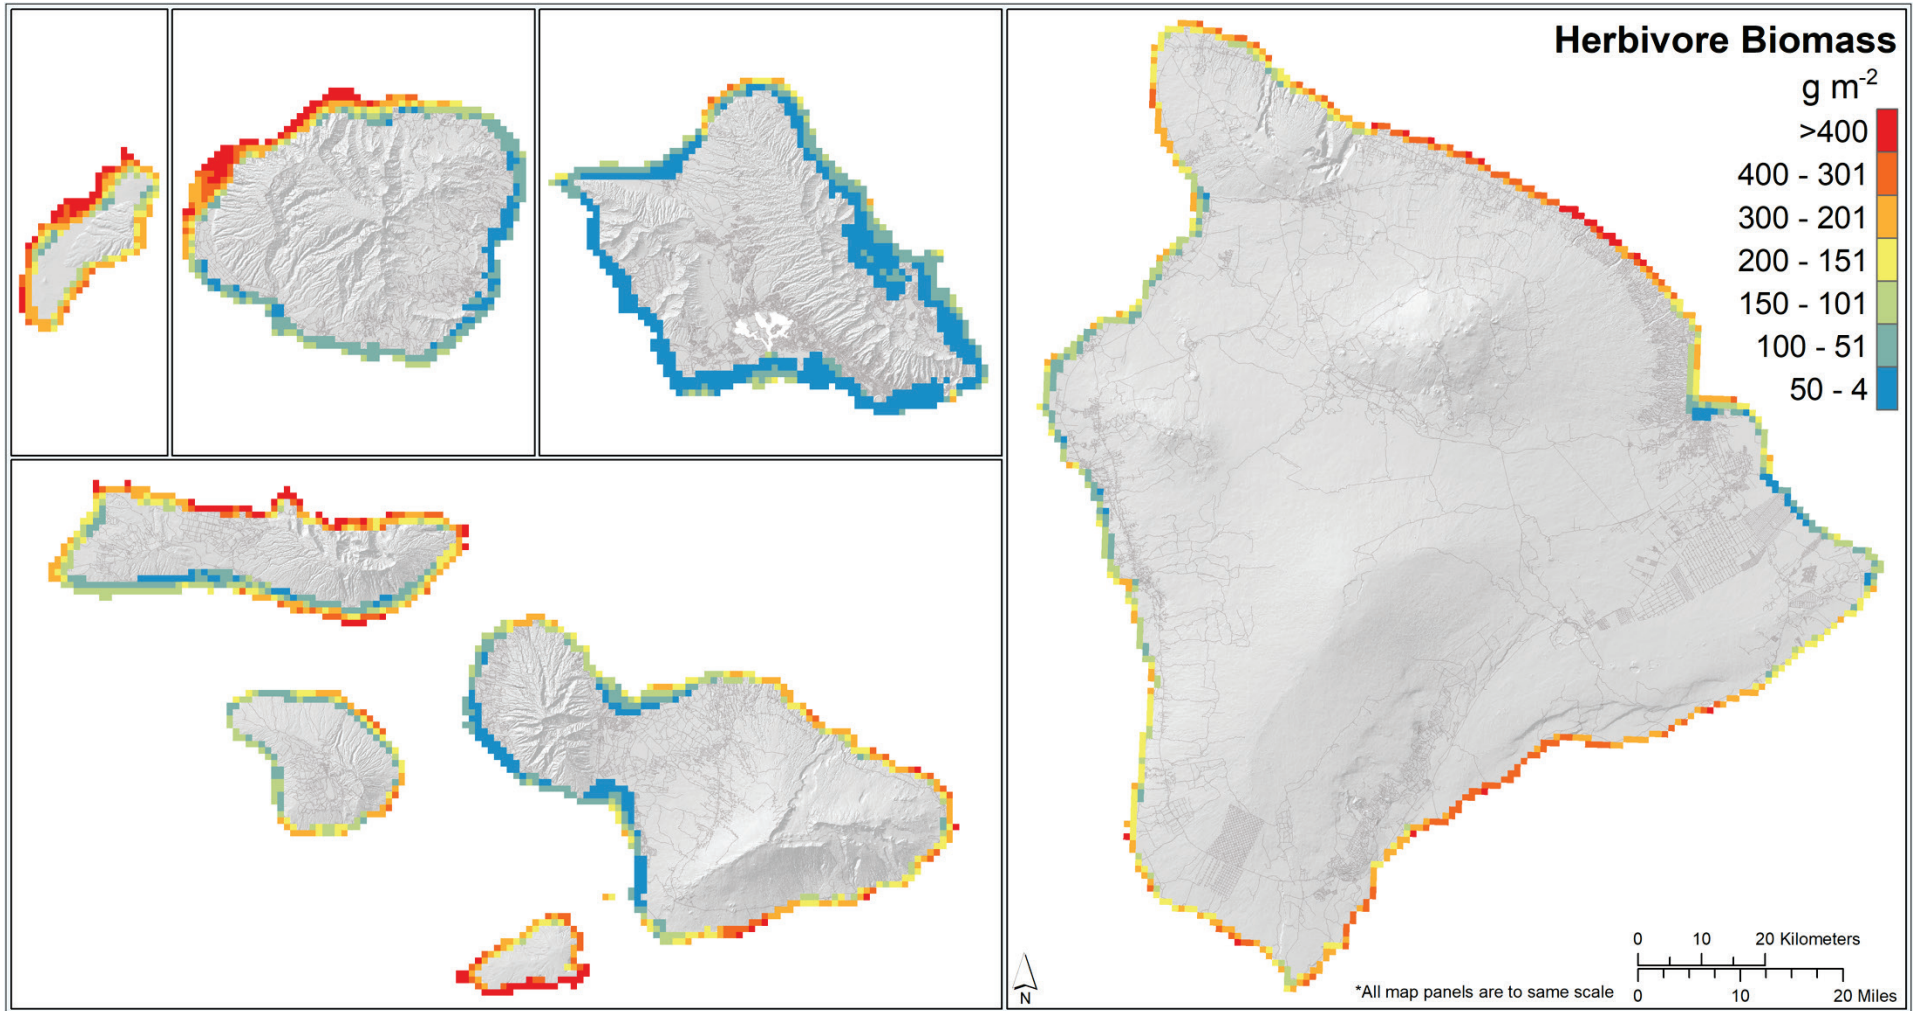 Herbivore Biomass
g m-2
>400
400 - 301
300 - 201
200 - 151
150 - 101
100 - 51
50 - 4
0 10 20 Kilometers
*All map panels are to same scale
0 10 20 Miles
N